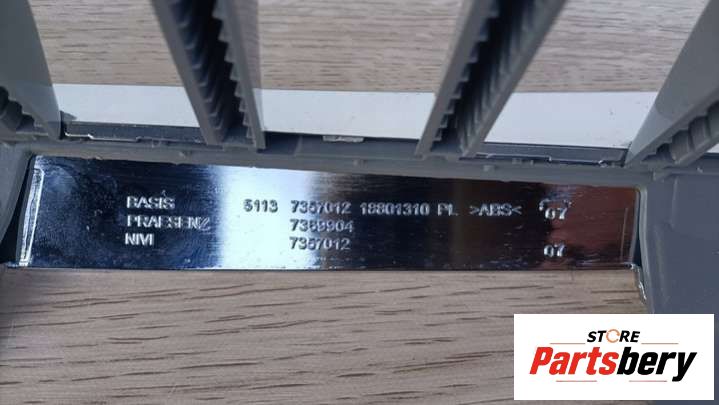 BASIS 5113 7357012 18801310 PL >ABS< 07
PRAESENZ 7359904
NIVI 7357012 07
STORE
Partsbery